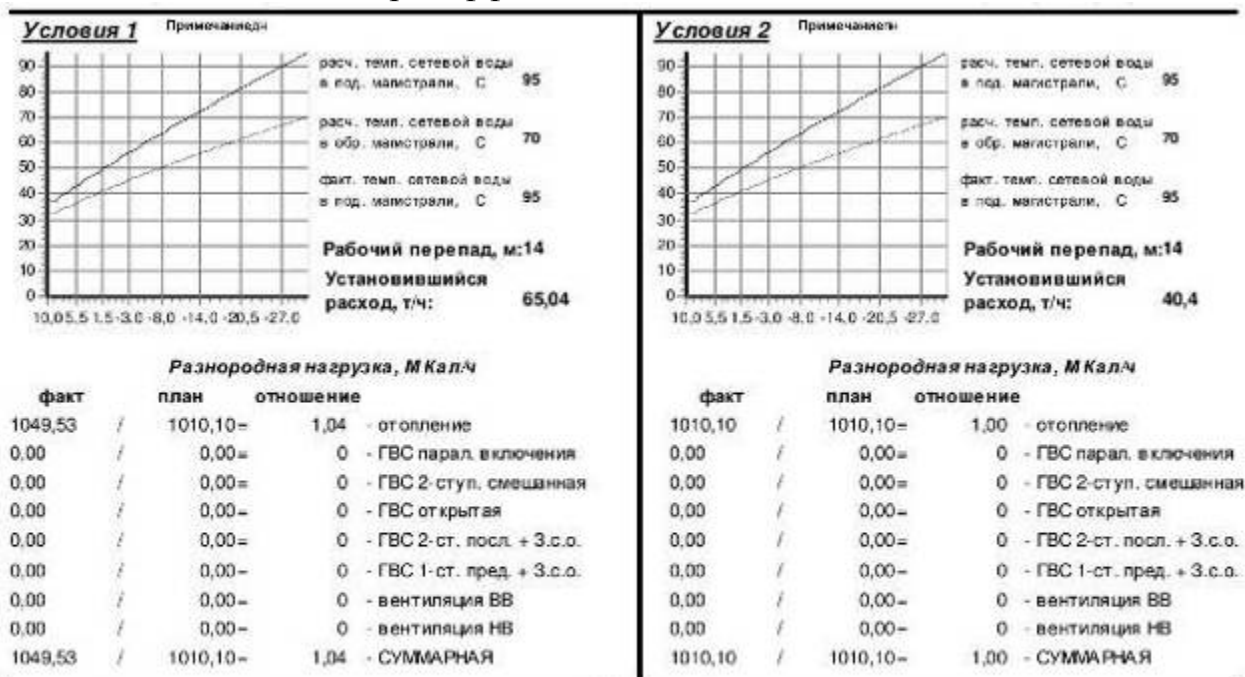 Условия 1 Примечаниедн
90
80
70
60
50
40
30
20
10
0
10,0 5,5 1,5 -3,0 -8,0 -14,0 -20,5 -27,0
расч. темп. сетевой воды
в под. магистрали, С 95
расч. темп. сетевой воды
в обр. магистрали, С 70
факт. темп. сетевой воды
в под. магистрали, С 95
Рабочий перепад, м:14
Установившийся
расход, т/ч: 65,04
Разнородная нагрузка, МКал/ч
факт план отношение
1049,53 / 1010,10= 1,04 - отопление
0,00 / 0,00= 0 - ГВС парал. включения
0,00 / 0,00= 0 - ГВС 2-ступ. смешанная
0,00 / 0,00= 0 - ГВС открытая
0,00 / 0,00= 0 - ГВС 2-ст. посл. + З.с.о.
0,00 / 0,00= 0 - ГВС 1-ст. пред. + З.с.о.
0,00 / 0,00= 0 - вентиляция ВВ
0,00 / 0,00= 0 - вентиляция НВ
1049,53 / 1010,10= 1,04 - СУММАРНАЯ
Условия 2 Примечаниетн
90
80
70
60
50
40
30
20
10
0
10,0 5,5 1,5 -3,0 -8,0 -14,0 -20,5 -27,0
расч. темп. сетевой воды
в под. магистрали, С 95
расч. темп. сетевой воды
в обр. магистрали, С 70
факт. темп. сетевой воды
в под. магистрали, С 95
Рабочий перепад, м:14
Установившийся
расход, т/ч: 40,4
Разнородная нагрузка, МКал/ч
факт план отношение
1010,10 / 1010,10= 1,00 - отопление
0,00 / 0,00= 0 - ГВС парал. включения
0,00 / 0,00= 0 - ГВС 2-ступ. смешанная
0,00 / 0,00= 0 - ГВС открытая
0,00 / 0,00= 0 - ГВС 2-ст. посл. + З.с.о.
0,00 / 0,00= 0 - ГВС 1-ст. пред. + З.с.о.
0,00 / 0,00= 0 - вентиляция ВВ
0,00 / 0,00= 0 - вентиляция НВ
1010,10 / 1010,10= 1,00 - СУММАРНАЯ